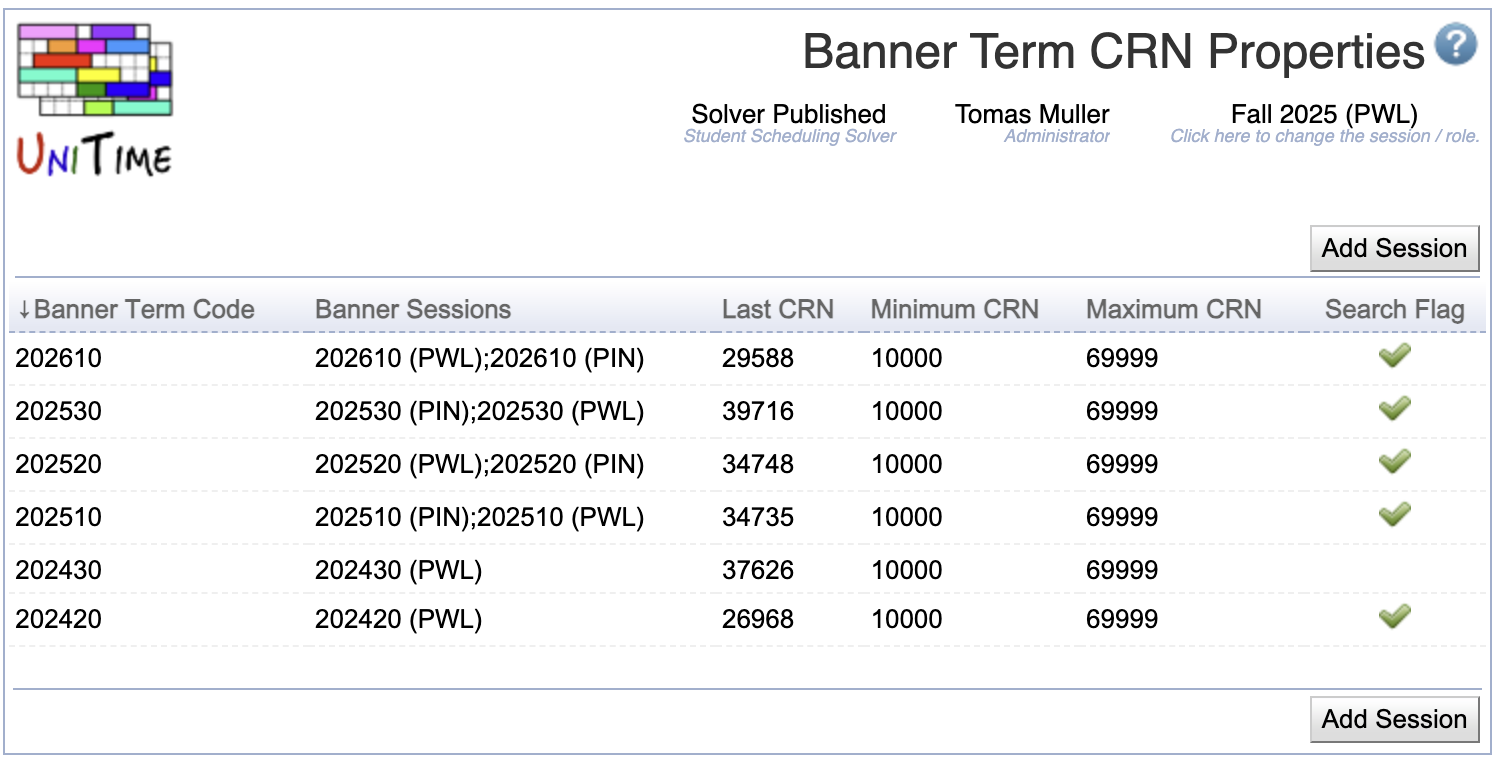 Banner Term CRN Properties ?
UNITIME
Solver Published Tomas Muller Fall 2025 (PWL)
Student Scheduling Solver Administrator Click here to change the session / role.
Add Session
↓Banner Term Code Banner Sessions Last CRN Minimum CRN Maximum CRN Search Flag
202610 202610 (PWL);202610 (PIN) 29588 10000 69999
202530 202530 (PIN);202530 (PWL) 39716 10000 69999
202520 202520 (PWL);202520 (PIN) 34748 10000 69999
202510 202510 (PIN);202510 (PWL) 34735 10000 69999
202430 202430 (PWL) 37626 10000 69999
202420 202420 (PWL) 26968 10000 69999
Add Session